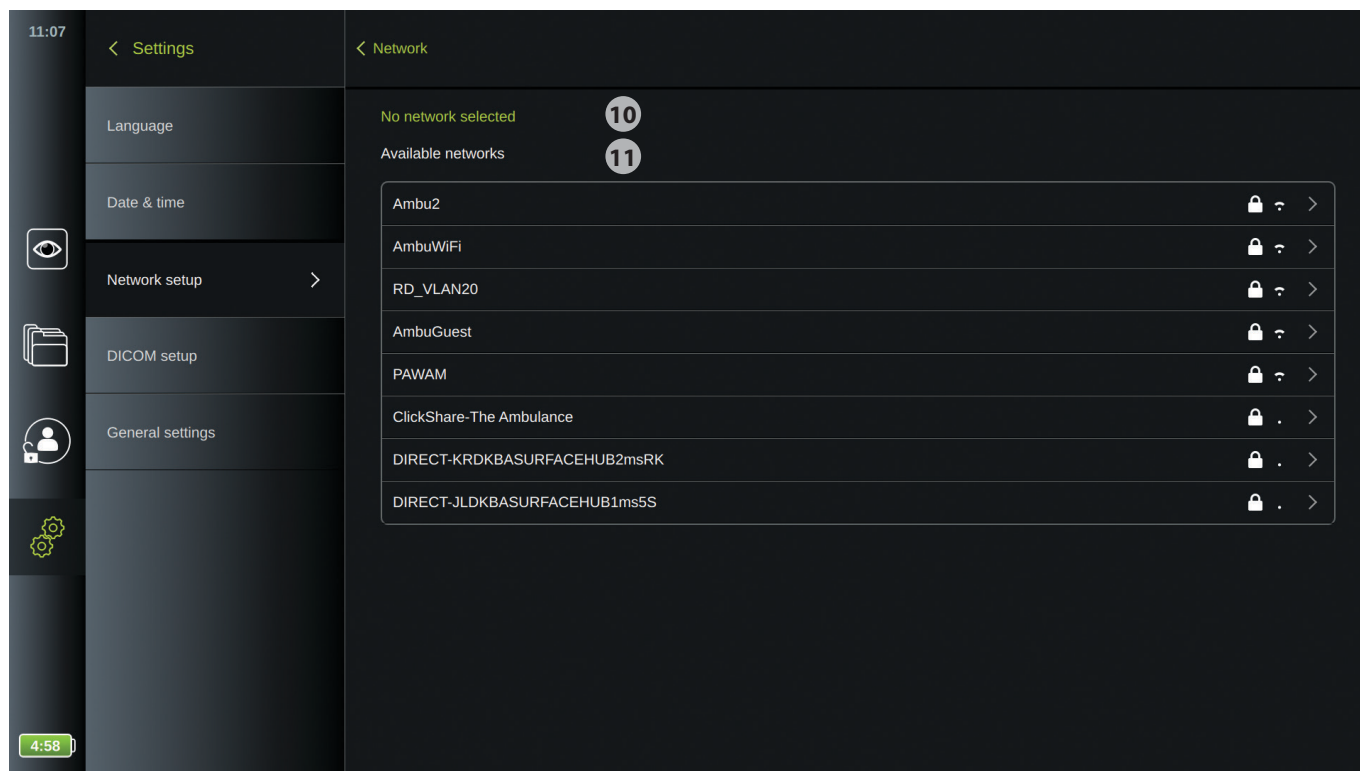 11:07
Settings
Network
Language
Date & time
Network setup
DICOM setup
General settings
No network selected
10
Available networks
11
Ambu2
AmbuWiFi
RD_VLAN20
AmbuGuest
PAWAM
ClickShare-The Ambulance
DIRECT-KRDKBASURFACEHUB2msRK
DIRECT-JLDKBASURFACEHUB1ms5S
4:58